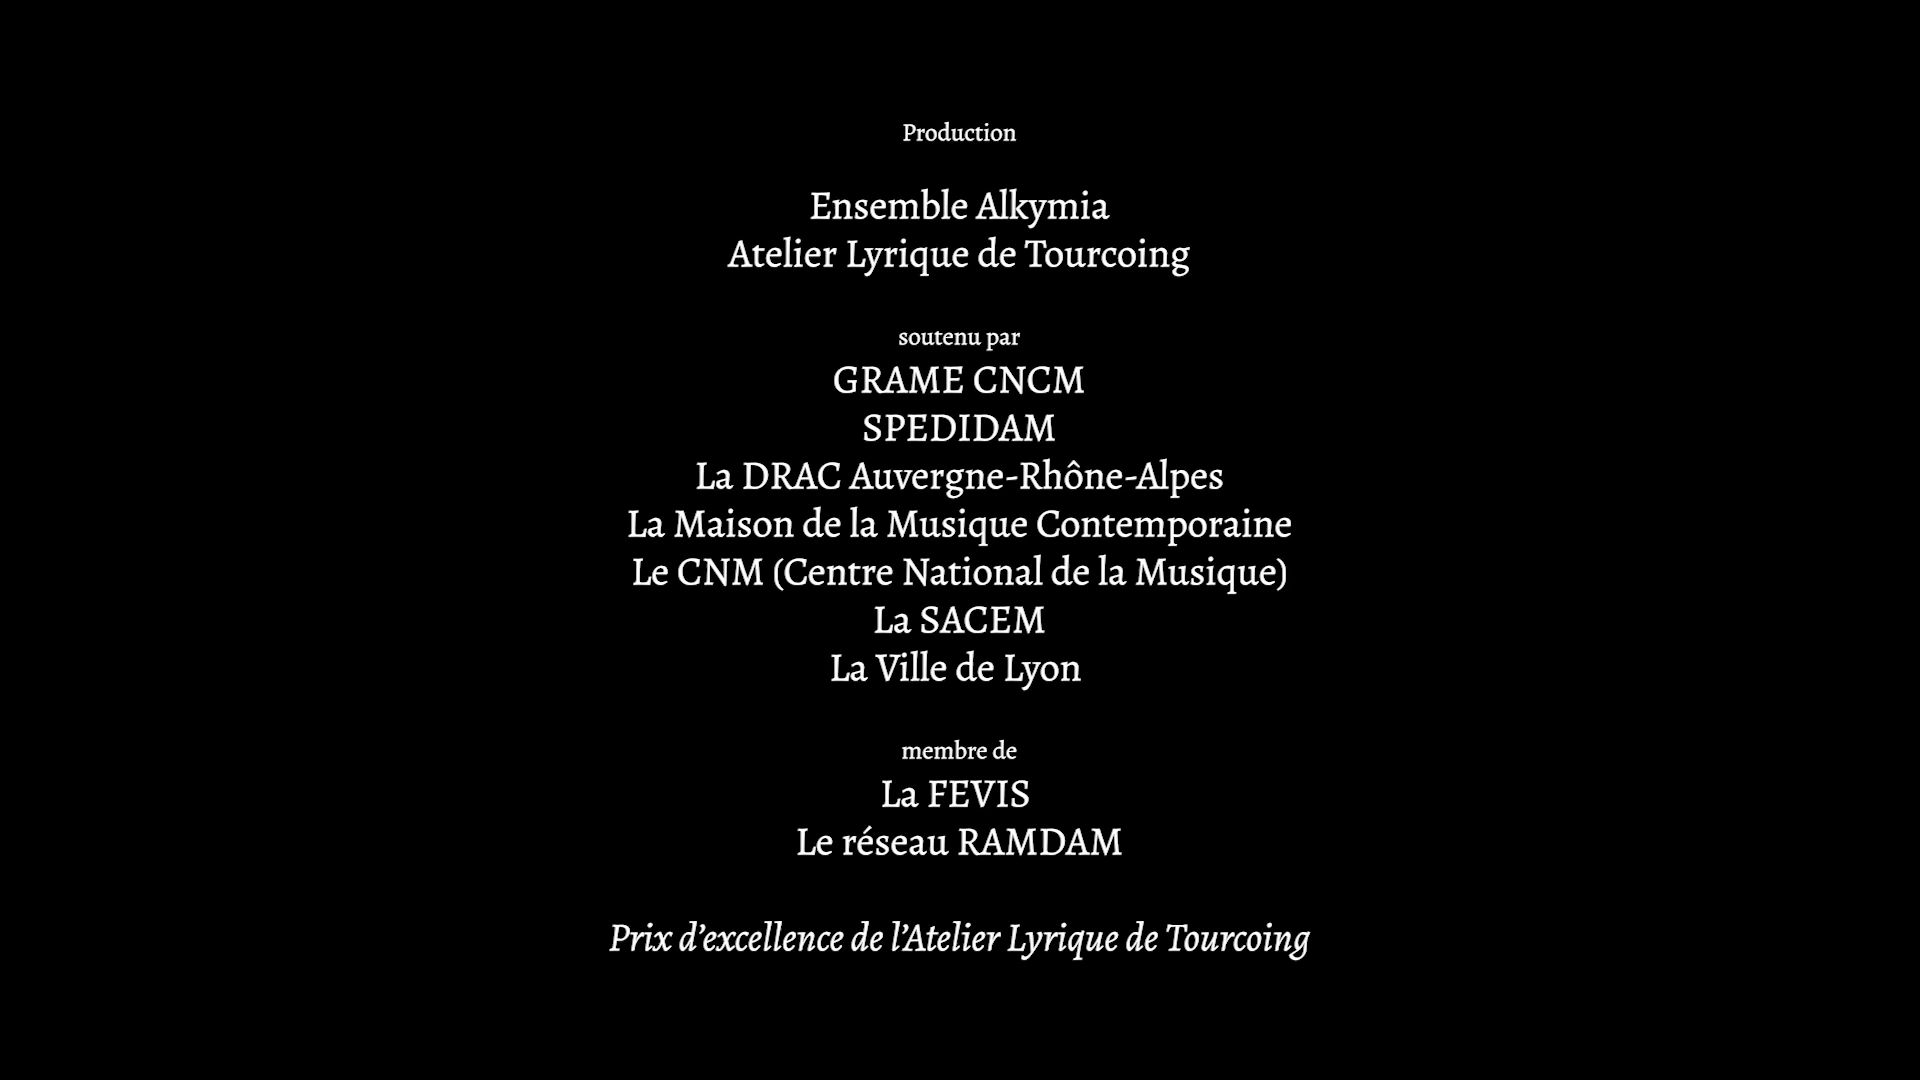 Production
Ensemble Alkymia
Atelier Lyrique de Tourcoing
soutenu par
GRAME CNCM
SPEDIDAM
La DRAC Auvergne-Rhône-Alpes
La Maison de la Musique Contemporaine
Le CNM (Centre National de la Musique)
La SACEM
La Ville de Lyon
membre de
La FEVIS
Le réseau RAMDAM
Prix d’excellence de l’Atelier Lyrique de Tourcoing